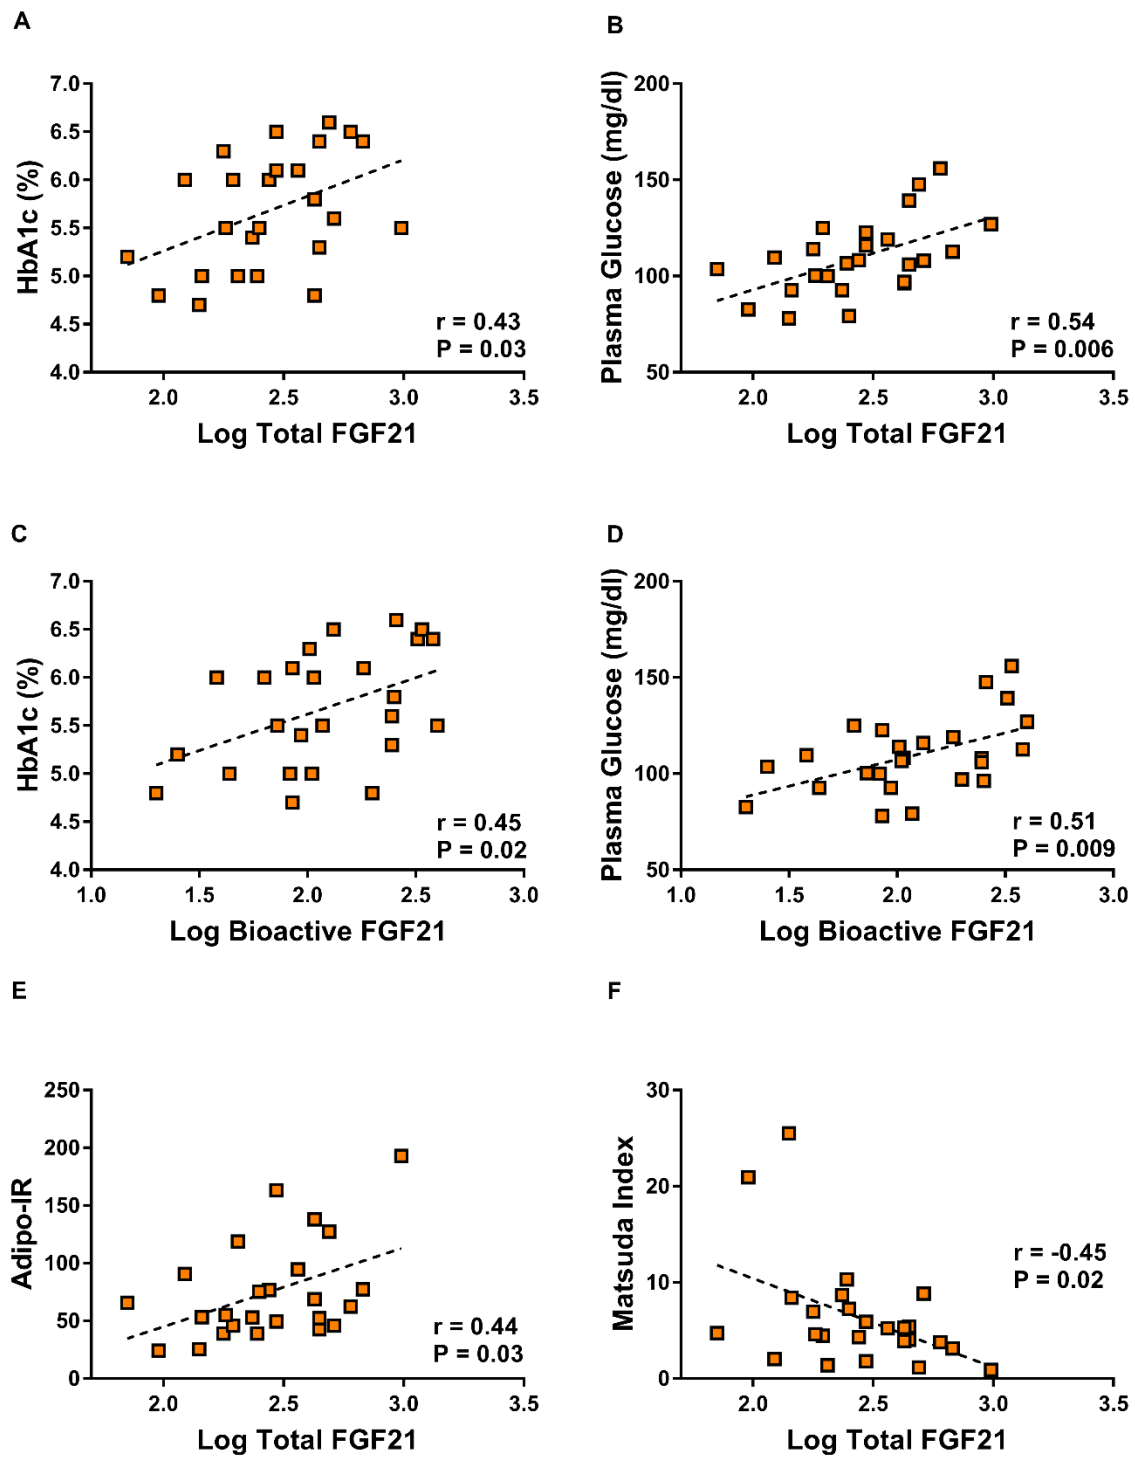 A
HbA1c (%)
7.0
6.5
6.0
5.5
5.0
4.5
4.0
r = 0.43
P = 0.03
2.0 2.5 3.0 3.5
Log Total FGF21
B
Plasma Glucose (mg/dl)
200
150
100
50
r = 0.54
P = 0.006
2.0 2.5 3.0 3.5
Log Total FGF21
C
HbA1c (%)
7.0
6.5
6.0
5.5
5.0
4.5
4.0
r = 0.45
P = 0.02
1.0 1.5 2.0 2.5 3.0
Log Bioactive FGF21
D
Plasma Glucose (mg/dl)
200
150
100
50
r = 0.51
P = 0.009
1.0 1.5 2.0 2.5 3.0
Log Bioactive FGF21
E
Adipo-IR
250
200
150
100
50
0
r = 0.44
P = 0.03
2.0 2.5 3.0 3.5
Log Total FGF21
F
Matsuda Index
30
20
10
0
r = -0.45
P = 0.02
2.0 2.5 3.0 3.5
Log Total FGF21